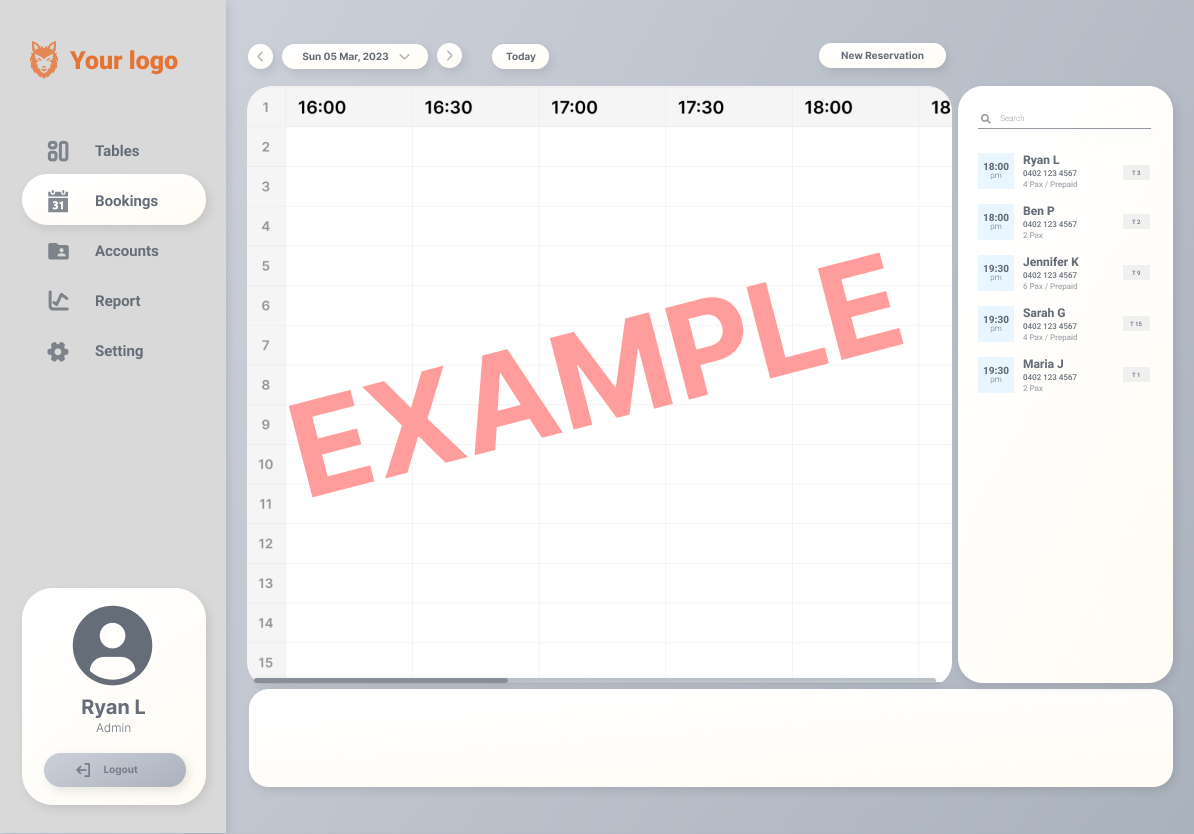 Your logo
Tables
31
Bookings
Accounts
Report
Setting
Ryan L
Admin
Logout
Sun 05 Mar, 2023
Today
New Reservation
1 16:00 16:30 17:00 17:30 18:00 18
2
3
4
5
6
7
8
9
10
11
12
13
14
15
EXAMPLE
Search
18:00
pm
Ryan L
0402 123 4567
4 Pax / Prepaid
T 3
18:00
pm
Ben P
0402 123 4567
2 Pax
T 2
19:30
pm
Jennifer K
0402 123 4567
6 Pax / Prepaid
T 9
19:30
pm
Sarah G
0402 123 4567
4 Pax / Prepaid
T 15
19:30
pm
Maria J
0402 123 4567
2 Pax
T 1